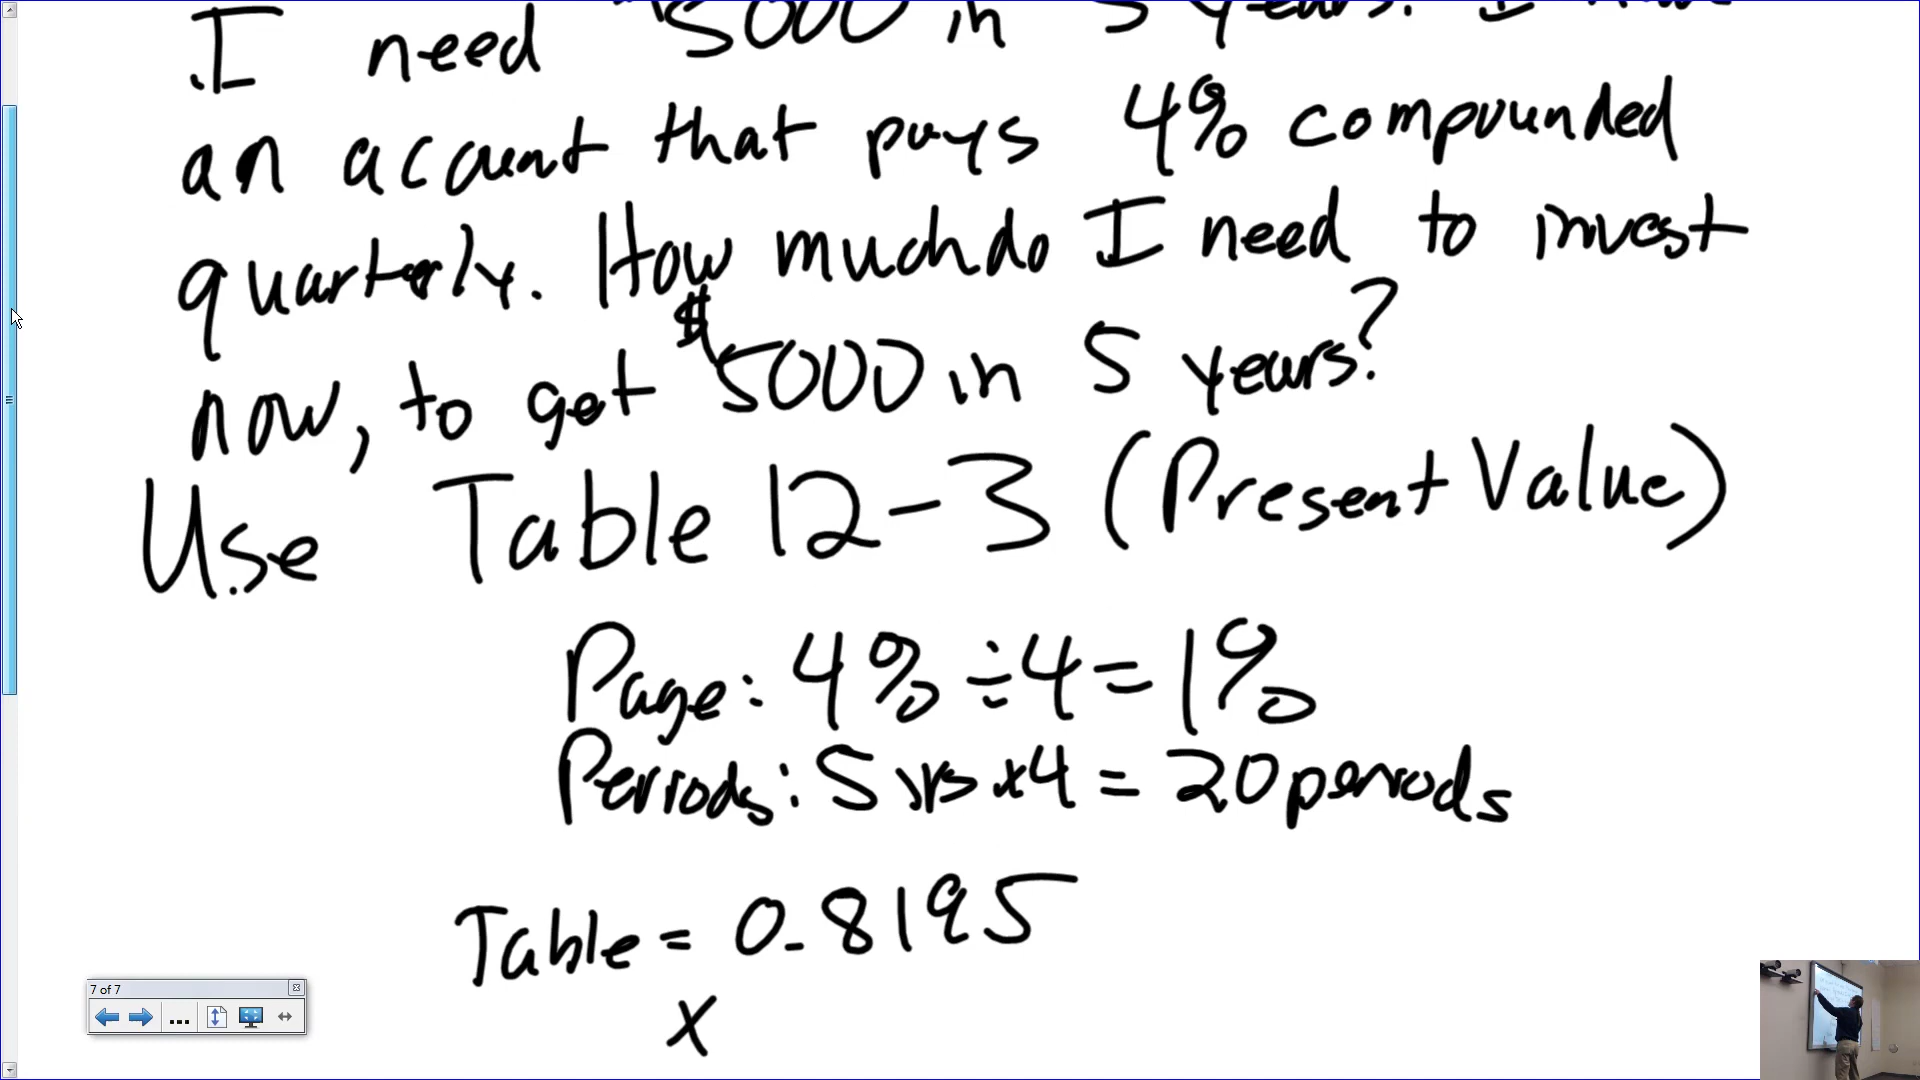 I need $5000 in 5 years. I have
an account that pays 4% compounded
quarterly. How much do I need to invest
now, to get $5000 in 5 years?
Use Table 12-3 (Present Value)
Page: 4% ÷ 4 = 1%
Periods: 5 yrs x 4 = 20 periods
Table = 0.8195
x
7 of 7